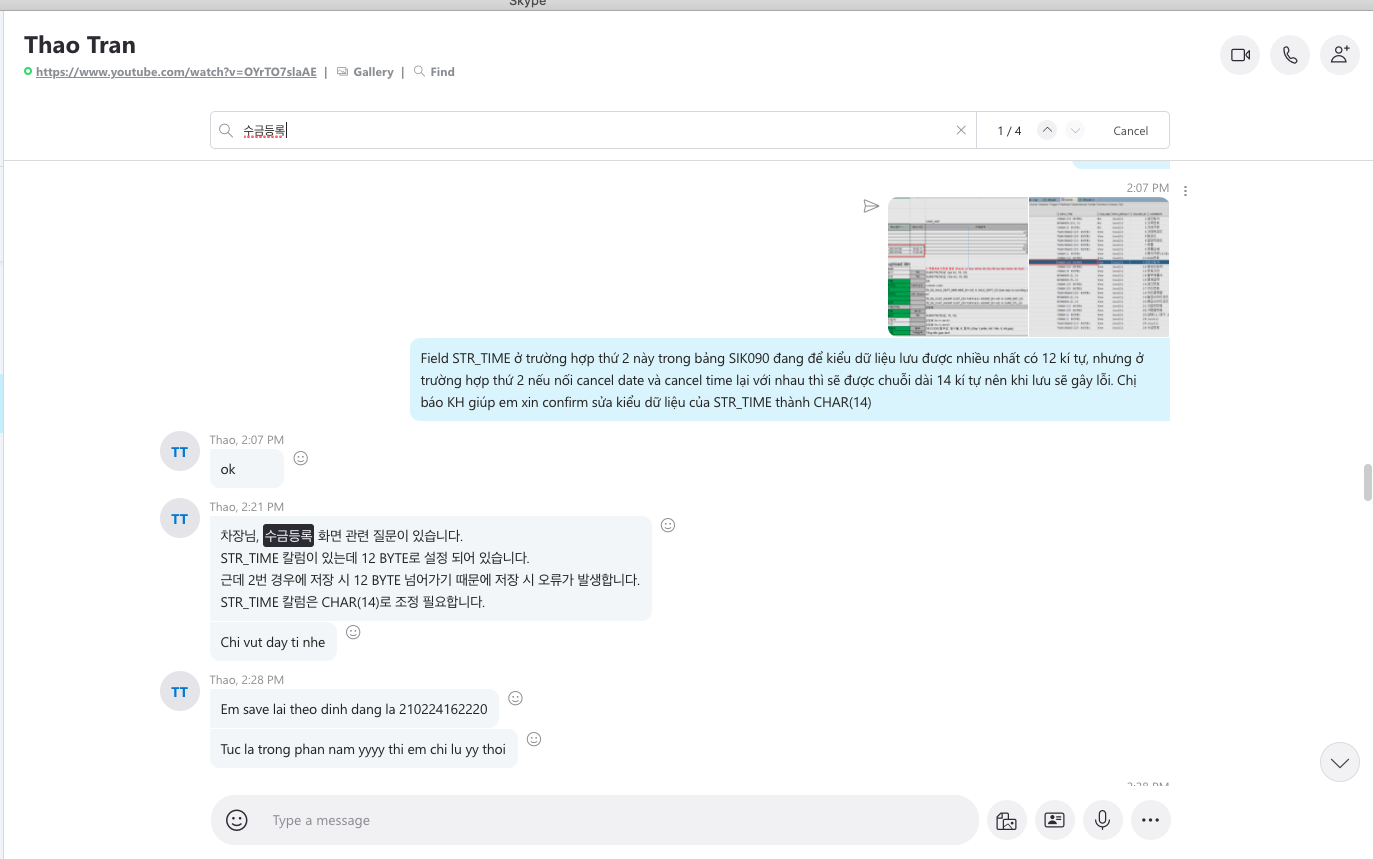 Skype
Thao Tran
https://www.youtube.com/watch?v=OYrTO7slaAE | Gallery | Find
수금등록
1 / 4
Cancel
2:07 PM
Field STR_TIME ở trường hợp thứ 2 này trong bảng SIK090 đang để kiểu dữ liệu lưu được nhiều nhất có 12 kí tự, nhưng ở
trường hợp thứ 2 nếu nối cancel date và cancel time lại với nhau thì sẽ được chuỗi dài 14 kí tự nên khi lưu sẽ gây lỗi. Chị
báo KH giúp em xin confirm sửa kiểu dữ liệu của STR_TIME thành CHAR(14)
Thao, 2:07 PM
TT
ok
Thao, 2:21 PM
TT
차장님, 수금등록 화면 관련 질문이 있습니다.
STR_TIME 칼럼이 있는데 12 BYTE로 설정 되어 있습니다.
근데 2번 경우에 저장 시 12 BYTE 넘어가기 때문에 저장 시 오류가 발생합니다.
STR_TIME 칼럼은 CHAR(14)로 조정 필요합니다.
Chi vut day ti nhe
Thao, 2:28 PM
TT
Em save lai theo dinh dang la 210224162220
Tuc la trong phan nam yyyy thi em chi lu yy thoi
2:28 PM
Type a message